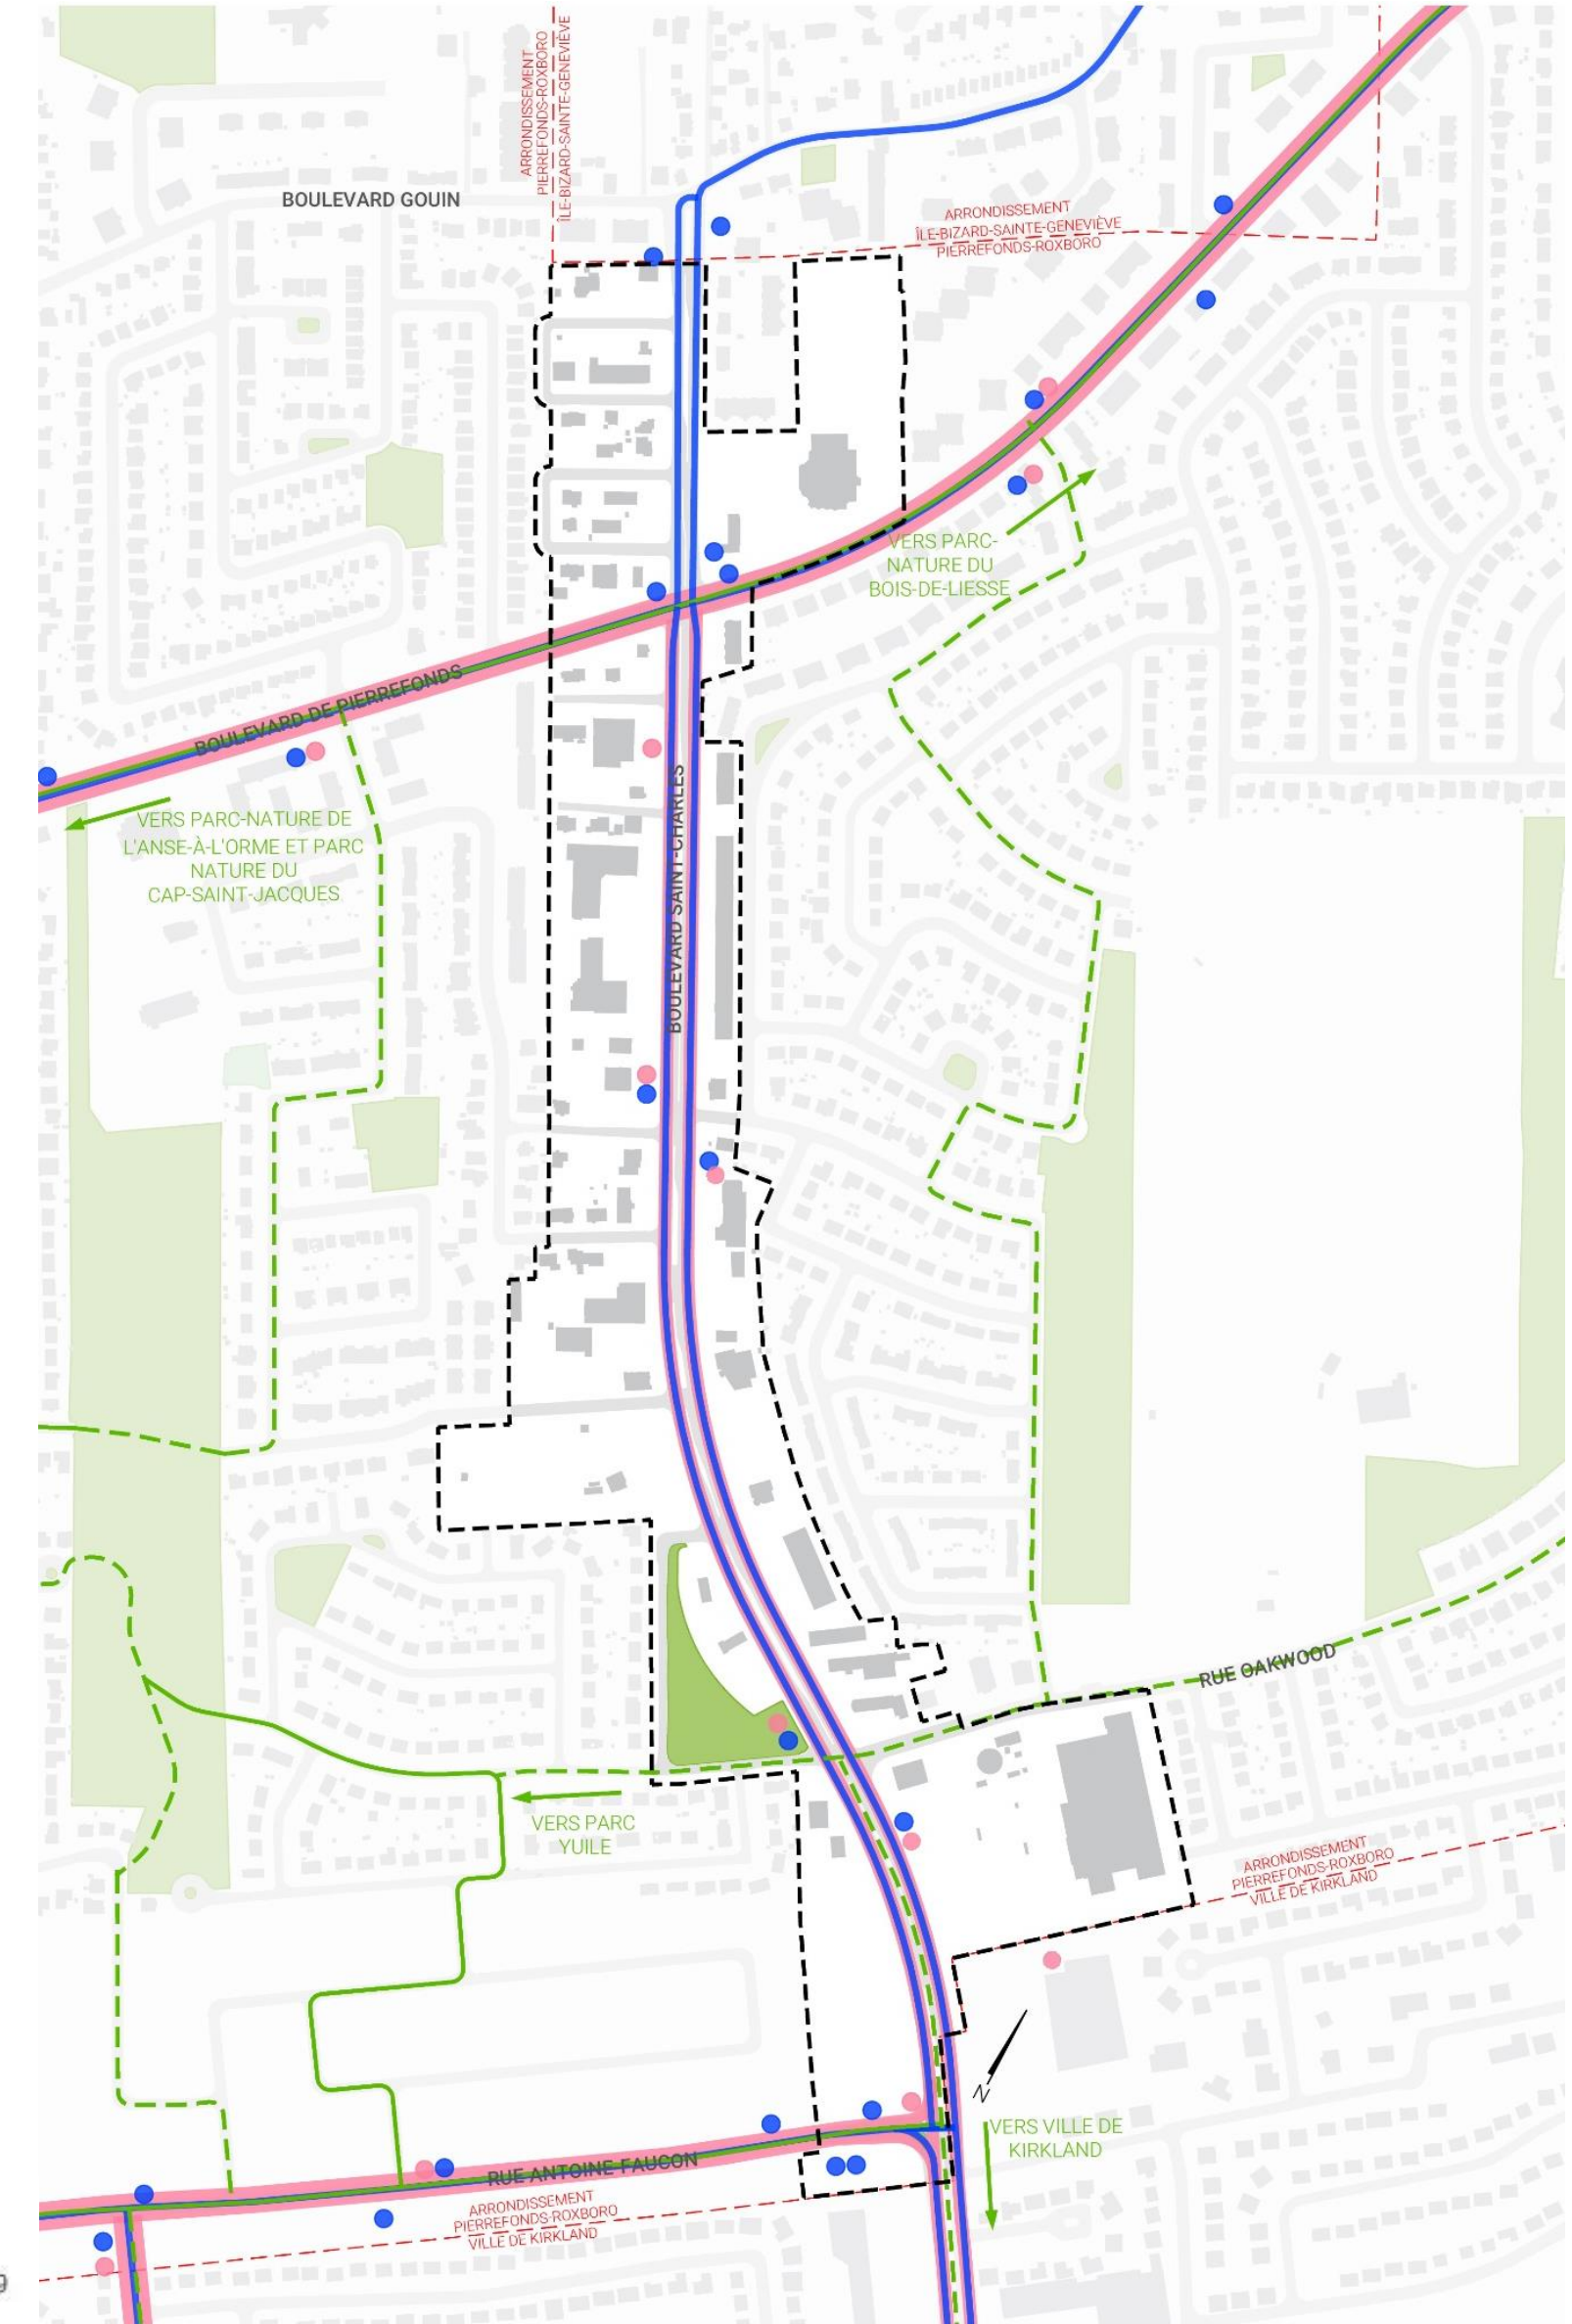 ARRONDISSEMENT
PIERREFONDS-ROXBORO
ÎLE-BIZARD-SAINTE-GENEVIÈVE
BOULEVARD GOUIN
ARRONDISSEMENT
ÎLE-BIZARD-SAINTE-GENEVIÈVE
PIERREFONDS-ROXBORO
VERS PARC-
NATURE DU
BOIS-DE-LIESSE
BOULEVARD DE PIERREFONDS
VERS PARC-NATURE DE
L'ANSE-À-L'ORME ET PARC
NATURE DU
CAP-SAINT-JACQUES
BOULEVARD SAINT-CHARLES
RUE OAKWOOD
VERS PARC
YUILE
ARRONDISSEMENT
PIERREFONDS-ROXBORO
VILLE DE KIRKLAND
N
VERS VILLE DE
KIRKLAND
RUE ANTOINE FAUCON
ARRONDISSEMENT
PIERREFONDS-ROXBORO
VILLE DE KIRKLAND